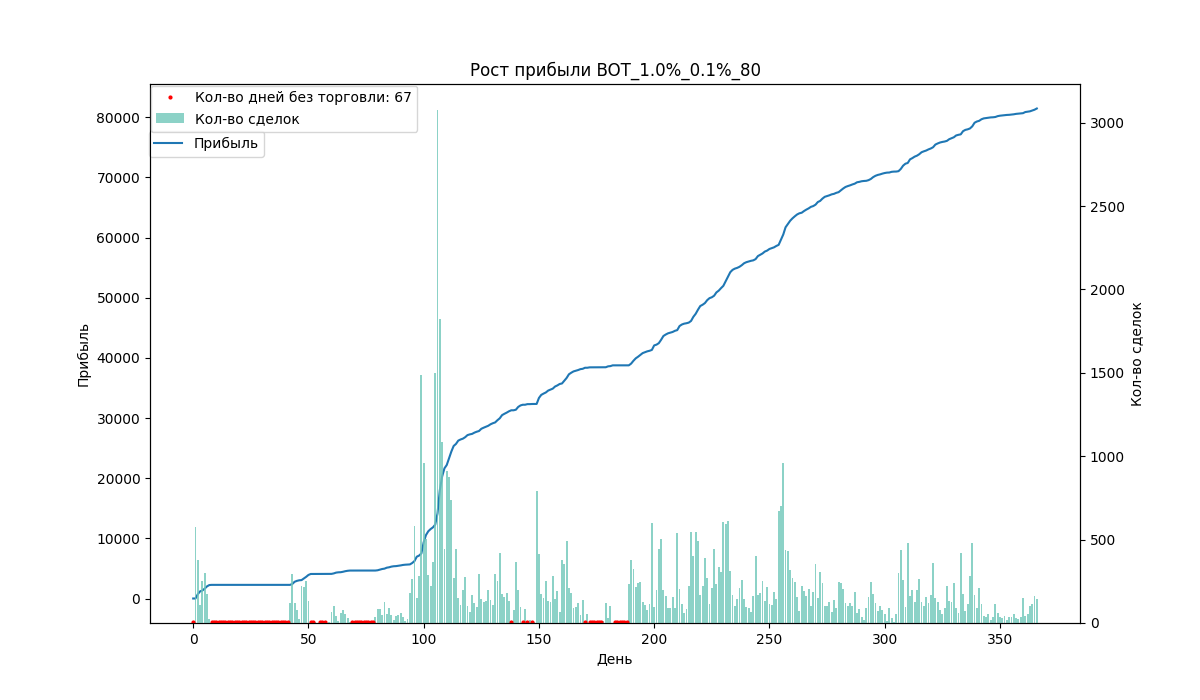 Рост прибыли BOT_1.0%_0.1%_80
Кол-во дней без торговли: 67
Кол-во сделок
Прибыль
80000
70000
60000
50000
40000
30000
20000
10000
0
Прибыль
3000
2500
2000
1500
1000
500
0
Кол-во сделок
0 50 100 150 200 250 300 350
День